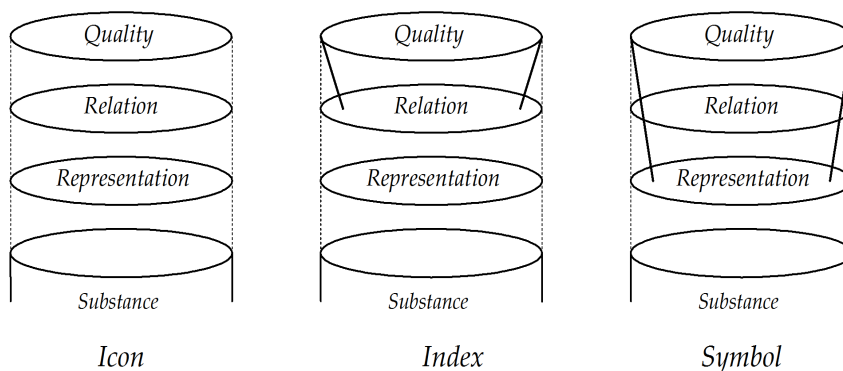 Quality Quality Quality
Relation Relation Relation
Representation Representation Representation
Substance Substance Substance
Icon Index Symbol